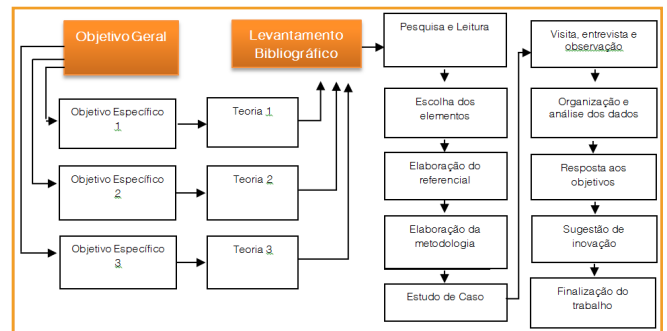 Objetivo Geral
Levantamento
Bibliográfico
Objetivo Específico
1
Teoria 1
Objetivo Específico
2
Teoria 2
Objetivo Específico
3
Teoria 3
Pesquisa e Leitura
Escolha dos
elementos
Elaboração do
referencial
Elaboração da
metodologia
Estudo de Caso
Visita, entrevista e
observação
Organização e
análise dos dados
Resposta aos
objetivos
Sugestão de
inovação
Finalização do
trabalho